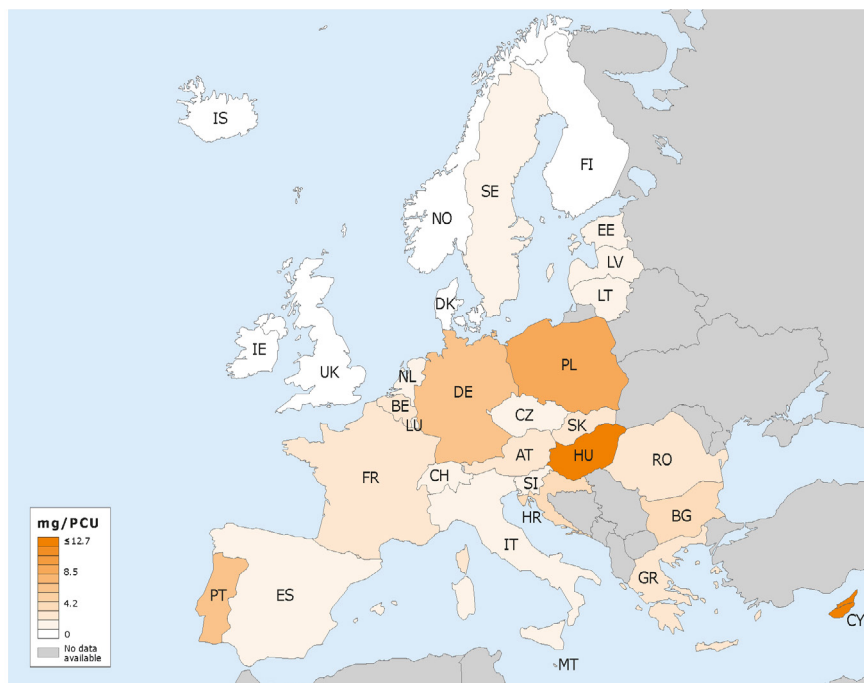 IS
FI
SE
NO
EE
LV
LT
DK
IE
UK
NL
PL
DE
BE
CZ
LU
SK
AT
HU
RO
FR
CH
SI
HR
BG
IT
GR
PT
ES
CY
MT
mg/PCU
≤12.7
8.5
4.2
0
No data
available